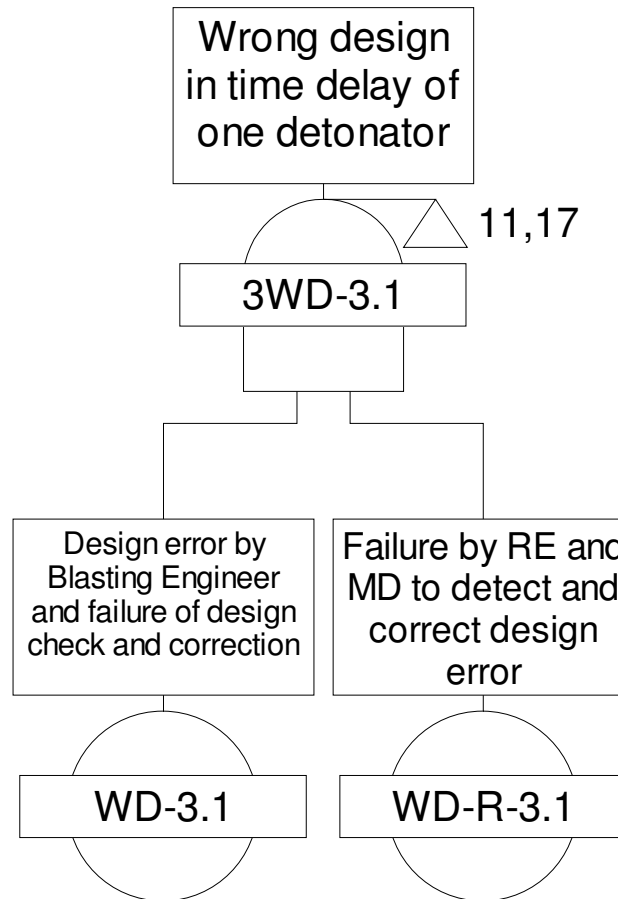 Wrong design
in time delay of
one detonator
11,17
3WD-3.1
Design error by
Blasting Engineer
and failure of design
check and correction
Failure by RE and
MD to detect and
correct design
error
WD-3.1
WD-R-3.1